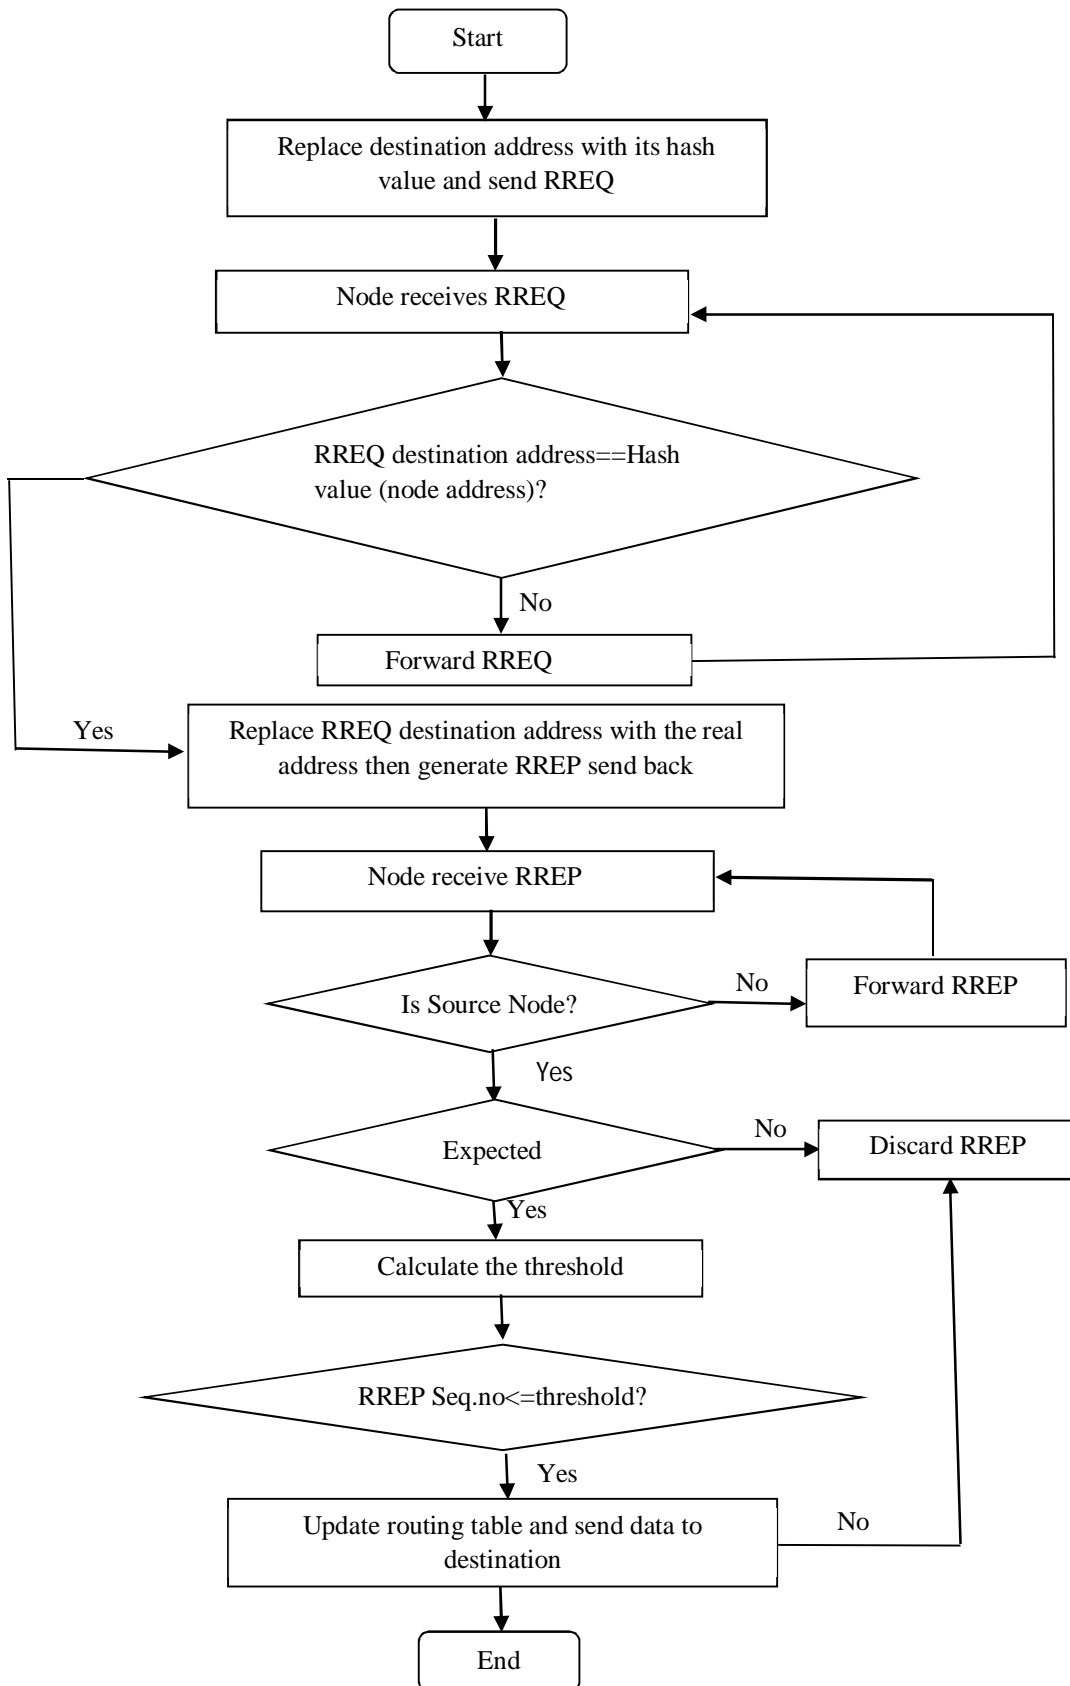 Start
Replace destination address with its hash
value and send RREQ
Node receives RREQ
RREQ destination address==Hash
value (node address)?
No
Forward RREQ
Yes
Replace RREQ destination address with the real
address then generate RREP send back
Node receive RREP
Is Source Node?
No
Forward RREP
Yes
Expected
No
Discard RREP
Yes
Calculate the threshold
RREP Seq.no<=threshold?
Yes
Update routing table and send data to
destination
No
End